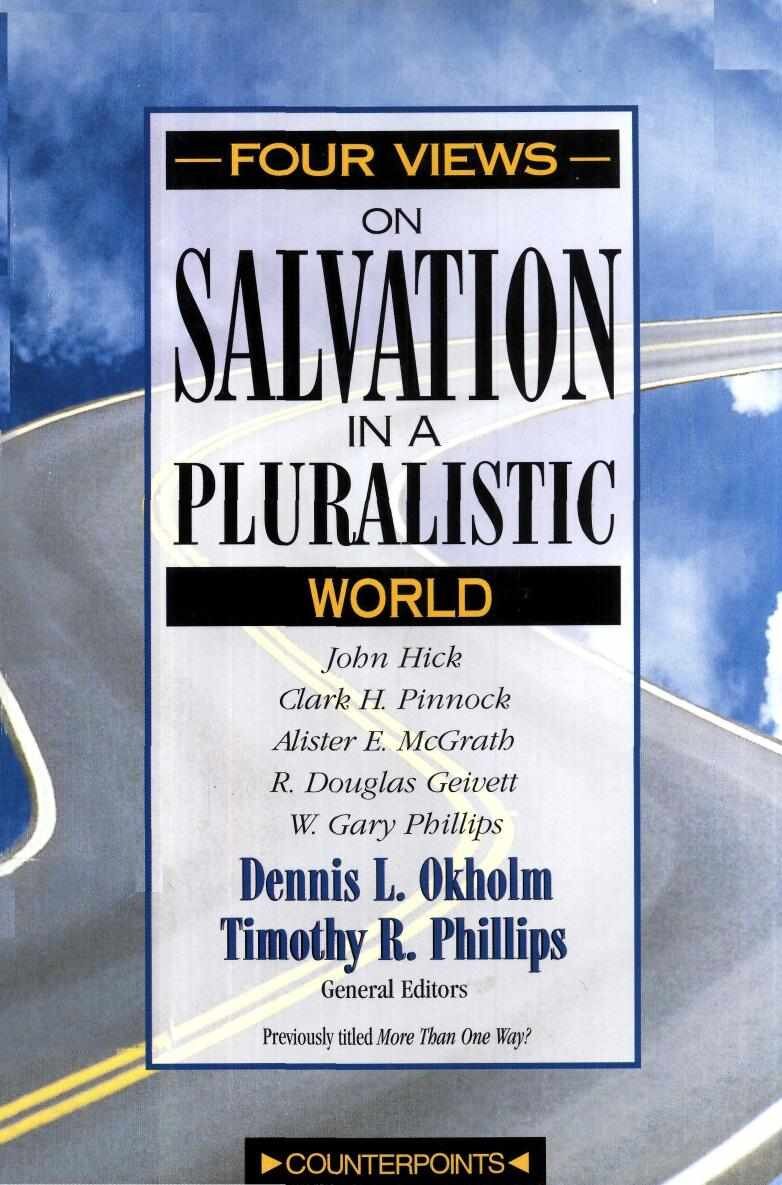 — FOUR VIEWS —
ON
SALVATION
IN A
PLURALISTIC
WORLD
John Hick
Clark H. Pinnock
Alister E. McGrath
R. Douglas Geivett
W. Gary Phillips
Dennis L. Okholm
Timothy R. Phillips
General Editors
Previously titled More Than One Way?
►COUNTERPOINTS◄